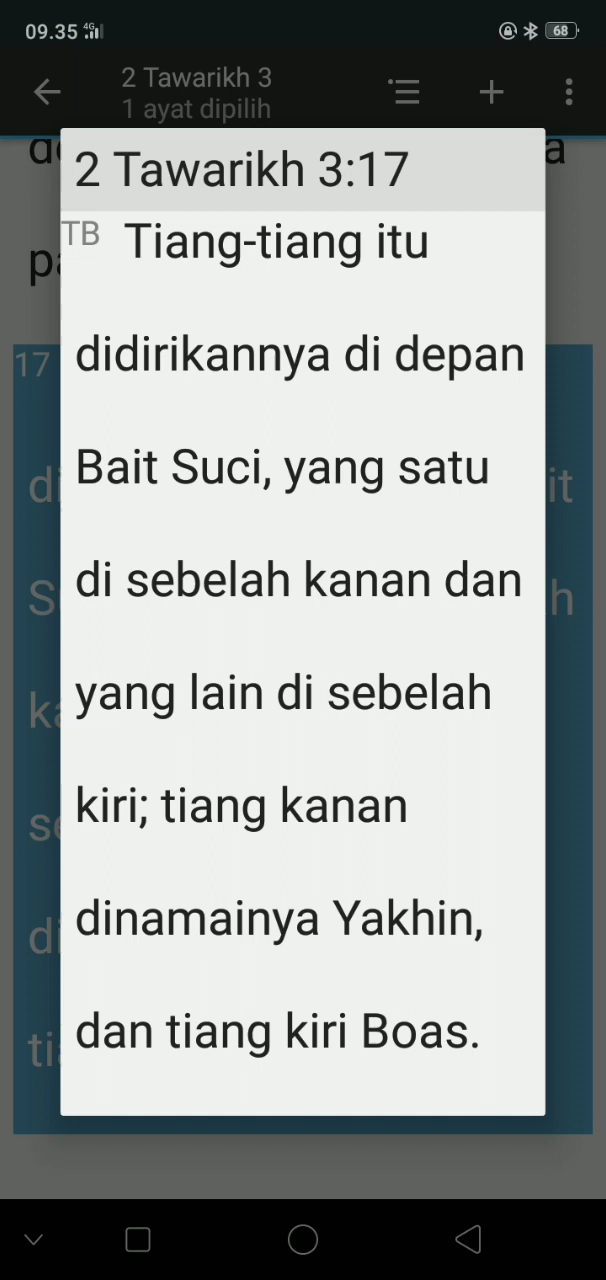 09.35 4G 68
2 Tawarikh 3
1 ayat dipilih
2 Tawarikh 3:17
TB Tiang-tiang itu
didirikannya di depan
Bait Suci, yang satu
di sebelah kanan dan
yang lain di sebelah
kiri; tiang kanan
dinamainya Yakhin,
dan tiang kiri Boas.
17